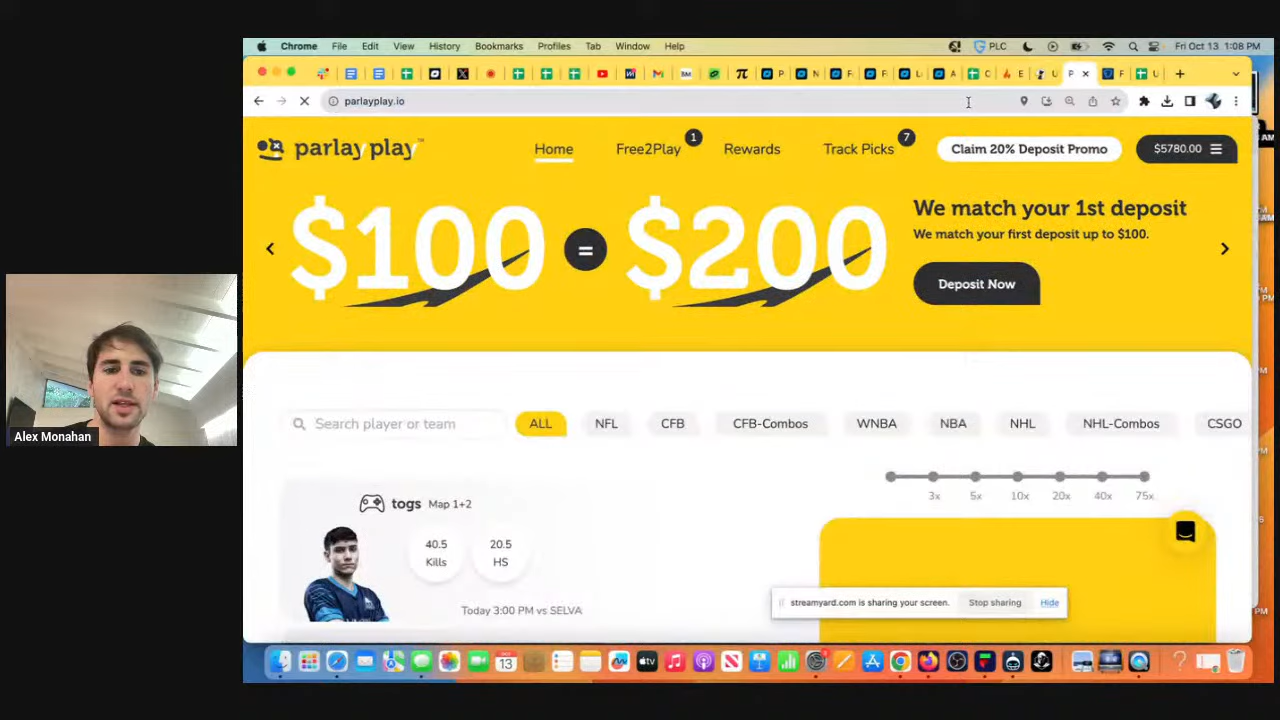 Chrome File Edit View History Bookmarks Profiles Tab Window Help PLC Fri Oct 13 1:08 PM
parlayplay.io
parlay play™ Home Free2Play 1 Rewards Track Picks 7 Claim 20% Deposit Promo $5780.00
$100 = $200
We match your 1st deposit
We match your first deposit up to $100.
Deposit Now
Search player or team ALL NFL CFB CFB-Combos WNBA NBA NHL NHL-Combos CSGO
3x 5x 10x 20x 40x 75x
togs Map 1+2
40.5 20.5
Kills HS
Today 3:00 PM vs SELVA
streamyard.com is sharing your screen. Stop sharing Hide
Alex Monahan